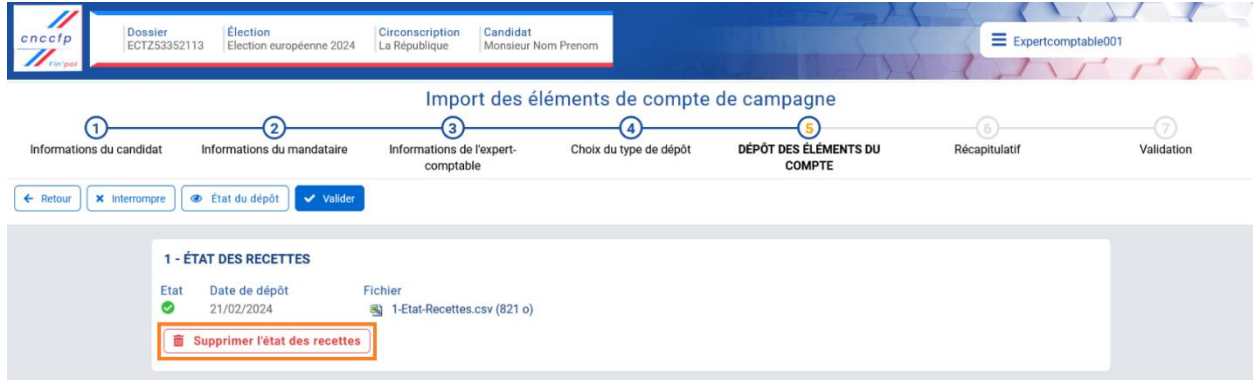 cnccfp
Fin'pol
Dossier
ECTZ53352113
Élection
Election européenne 2024
Circonscription
La République
Candidat
Monsieur Nom Prenom
Expertcomptable001
Import des éléments de compte de campagne
1
2
3
4
5
6
7
Informations du candidat
Informations du mandataire
Informations de l'expert-
comptable
Choix du type de dépôt
DÉPÔT DES ÉLÉMENTS DU
COMPTE
Récapitulatif
Validation
Retour
Interrompre
État du dépôt
Valider
1 - ÉTAT DES RECETTES
Etat Date de dépôt Fichier
21/02/2024 1-Etat-Recettes.csv (821 o)
Supprimer l'état des recettes